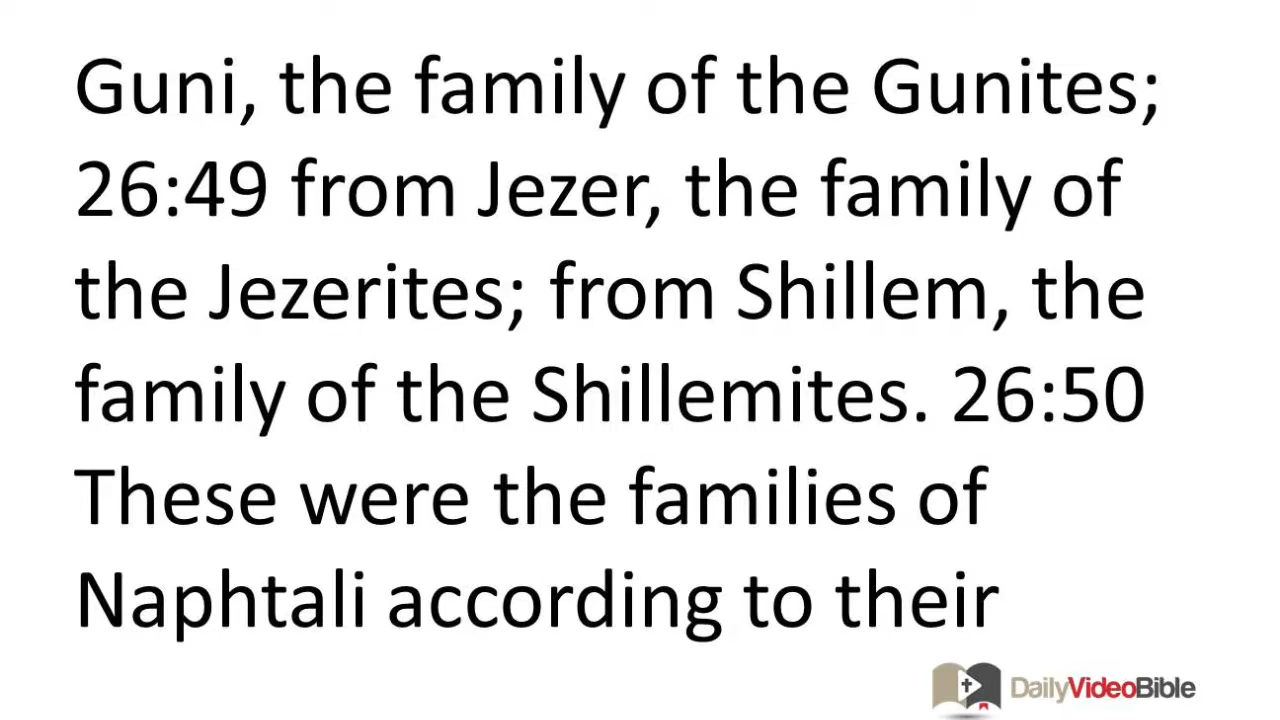 Guni, the family of the Gunites;
26:49 from Jezer, the family of
the Jezerites; from Shillem, the
family of the Shillemites. 26:50
These were the families of
Naphtali according to their
DailyVideoBible